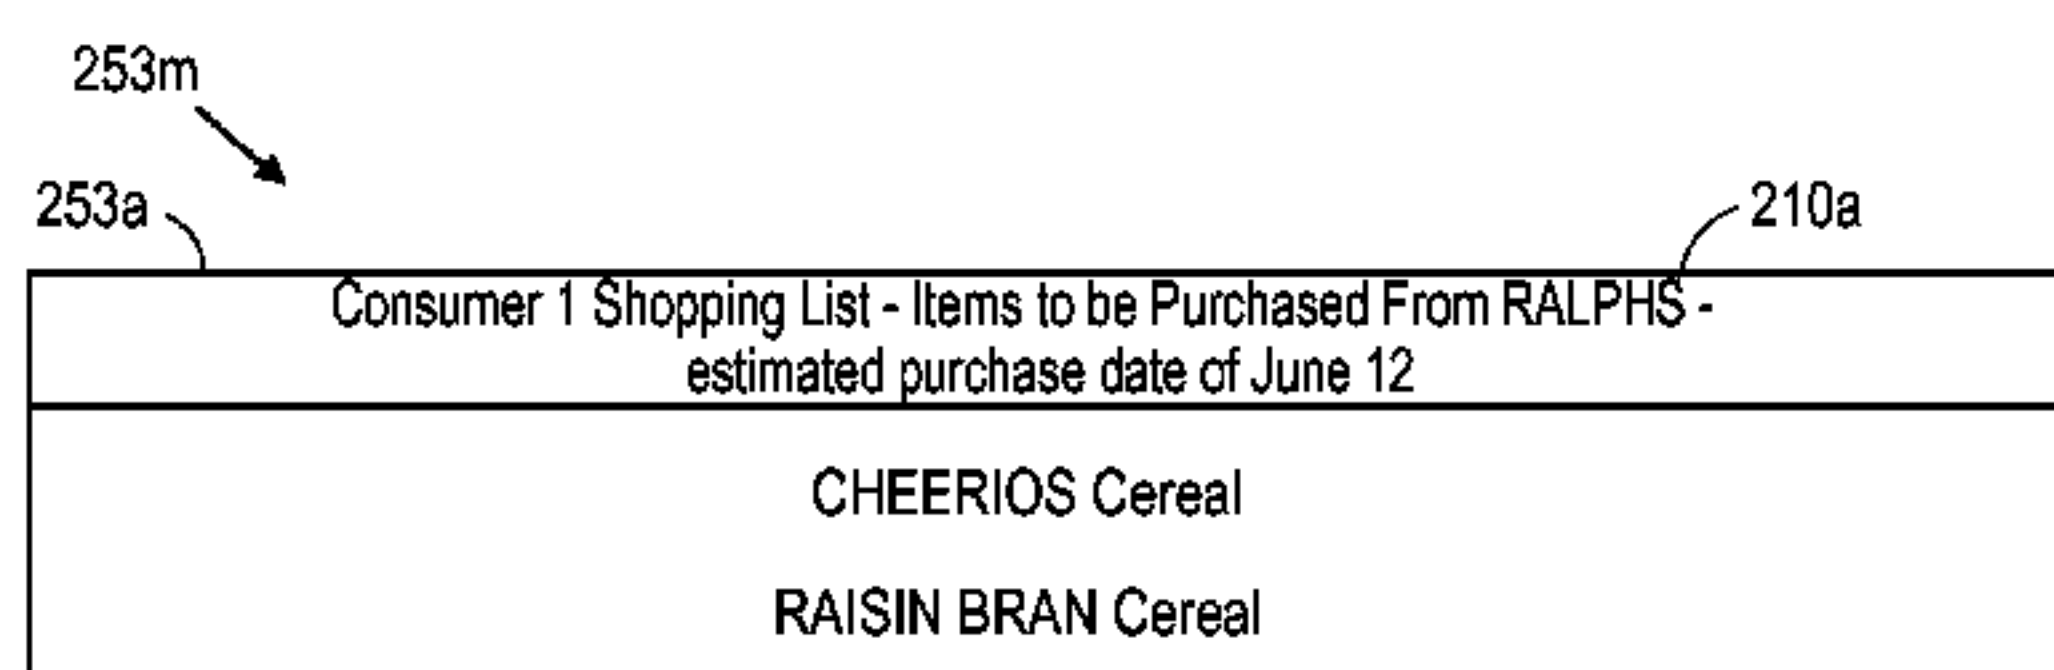 253m
253a
210a
Consumer 1 Shopping List - Items to be Purchased From RALPHS -
estimated purchase date of June 12
CHEERIOS Cereal
RAISIN BRAN Cereal